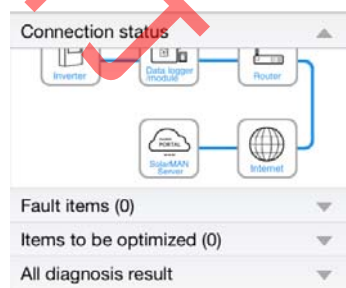 Connection status
Inverter
Data logger
/module
Router
PORTAL
SolarMAN
Server
Internet
Fault items (0)
Items to be optimized (0)
All diagnosis result